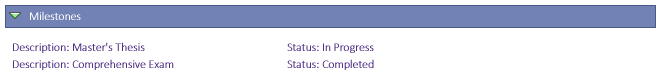 Milestones
Description: Master's Thesis Status: In Progress
Description: Comprehensive Exam Status: Completed